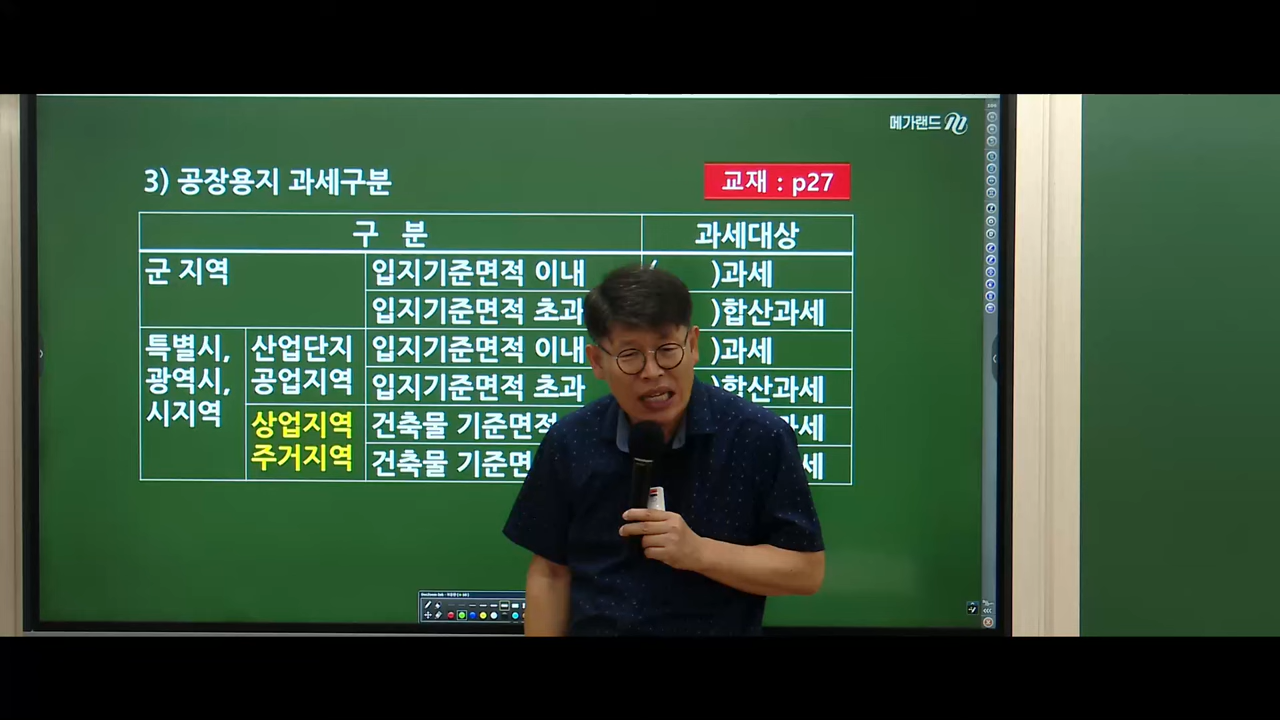 메가랜드
3) 공장용지 과세구분
교재 : p27
구 분
과세대상
군 지역
입지기준면적 이내
( )과세
입지기준면적 초과
)합산과세
특별시,
광역시,
시지역
산업단지
공업지역
입지기준면적 이내
)과세
입지기준면적 초과
)합산과세
상업지역
주거지역
건축물 기준면적
세
건축물 기준면
세